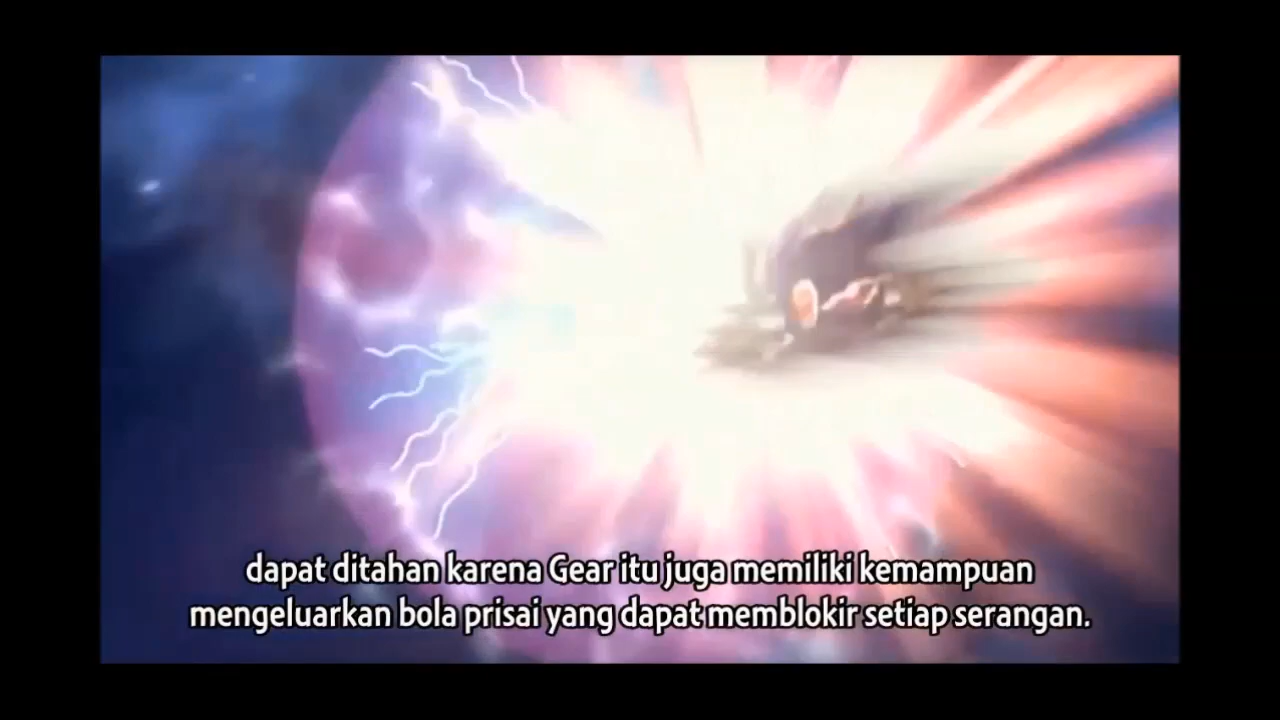 dapat ditahan karena Gear itu juga memiliki kemampuan
mengeluarkan bola prisai yang dapat memblokir setiap serangan.